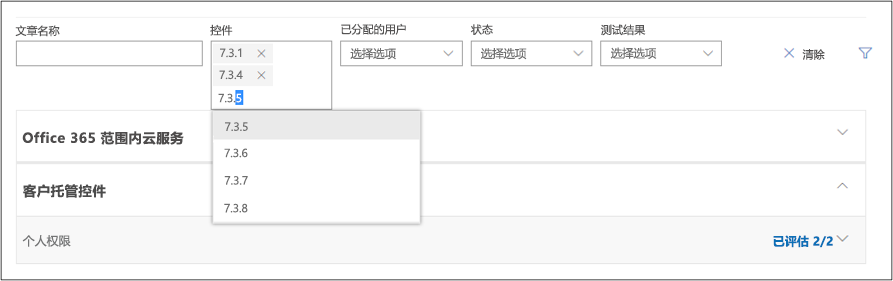 文章名称 控件 已分配的用户 状态 测试结果
7.3.1
选择选项 选择选项 选择选项 清除
7.3.4
7.3.5
7.3.5
Office 365 范围内云服务
7.3.6
7.3.7
客户托管控件
7.3.8
个人权限 已评估 2/2